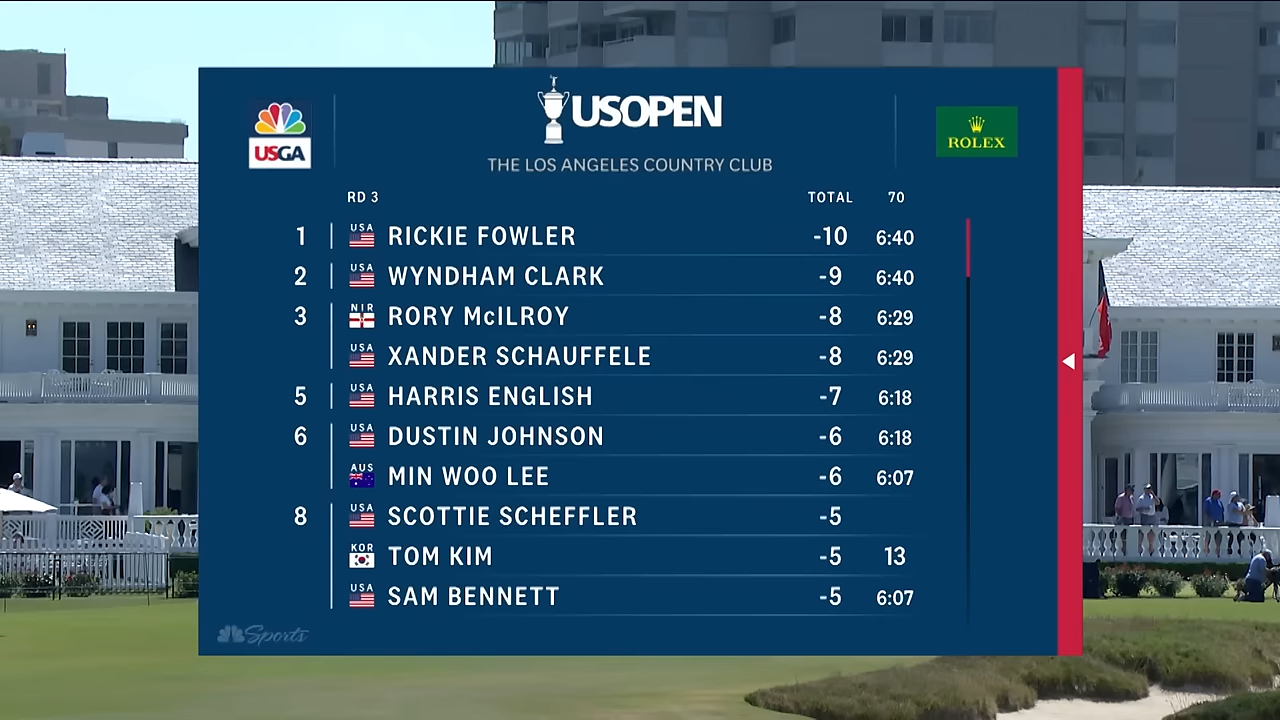 USOPEN
USGA
ROLEX
THE LOS ANGELES COUNTRY CLUB
RD 3 TOTAL 70
1 USA RICKIE FOWLER -10 6:40
2 USA WYNDHAM CLARK -9 6:40
3 NIR RORY McILROY -8 6:29
USA XANDER SCHAUFFELE -8 6:29
5 USA HARRIS ENGLISH -7 6:18
6 USA DUSTIN JOHNSON -6 6:18
AUS MIN WOO LEE -6 6:07
8 USA SCOTTIE SCHEFFLER -5
KOR TOM KIM -5 13
USA SAM BENNETT -5 6:07
Sports